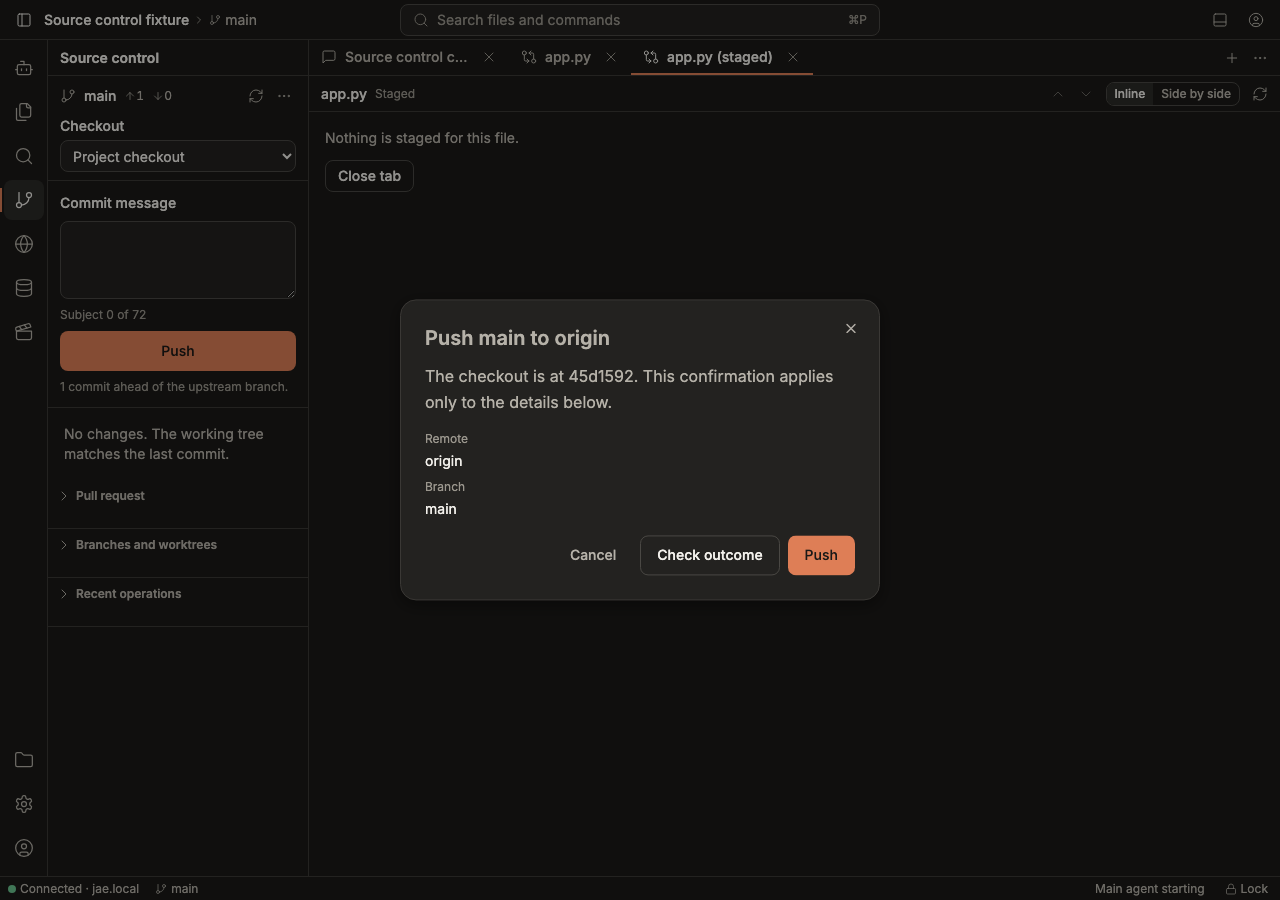 Source control fixture
main
Search files and commands
⌘P
Source control
Source control c...
app.py
app.py (staged)
main ↑1 ↓0
app.py Staged
Inline
Side by side
Checkout
Project checkout
Nothing is staged for this file.
Close tab
Commit message
Subject 0 of 72
Push
1 commit ahead of the upstream branch.
No changes. The working tree
matches the last commit.
Pull request
Branches and worktrees
Recent operations
Push main to origin
The checkout is at 45d1592. This confirmation applies
only to the details below.
Remote
origin
Branch
main
Cancel
Check outcome
Push
Connected · jae.local
main
Main agent starting
Lock